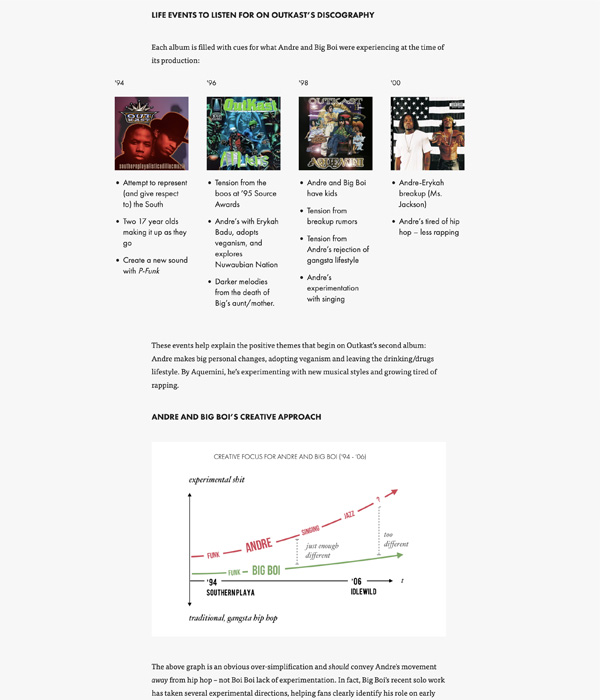 LIFE EVENTS TO LISTEN FOR ON OUTKAST'S DISCOGRAPHY
Each album is filled with cues for what Andre and Big Boi were experiencing at the time of
its production:
'94
'96
'98
'00
OutKast
OUTKAST
ATLiens
AQUEMINI
southernplayalisticadillacmuzik
• Attempt to represent
(and give respect
to) the South
• Two 17 year olds
making it up as they
go
• Create a new sound
with P-Funk
• Tension from the
boos at '95 Source
Awards
• Andre's with Erykah
Badu, adopts
veganism, and
explores
Nuwaubian Nation
• Darker melodies
from the death of
Big's aunt/mother.
• Andre and Big Boi
have kids
• Tension from
breakup rumors
• Tension from
Andre's rejection of
gangsta lifestyle
• Andre's
experimentation
with singing
• Andre-Erykah
breakup (Ms.
Jackson)
• Andre's tired of hip
hop – less rapping
These events help explain the positive themes that begin on Outkast's second album:
Andre makes big personal changes, adopting veganism and leaving the drinking/drugs
lifestyle. By Aquemini, he's experimenting with new musical styles and growing tired of
rapping.
ANDRE AND BIG BOI'S CREATIVE APPROACH
CREATIVE FOCUS FOR ANDRE AND BIG BOI ('94 - '06)
experimental shit
FUNK
ANDRE
SINGING
JAZZ
?
just enough
different
too
different
FUNK
BIG BOI
'94
SOUTHERNPLAYA
'06
IDLEWILD
t
traditional, gangsta hip hop
The above graph is an obvious over-simplification and should convey Andre's movement
away from hip hop – not Boi Boi lack of experimentation. In fact, Big Boi's recent solo work
has taken several experimental directions, helping fans clearly identify his role on early